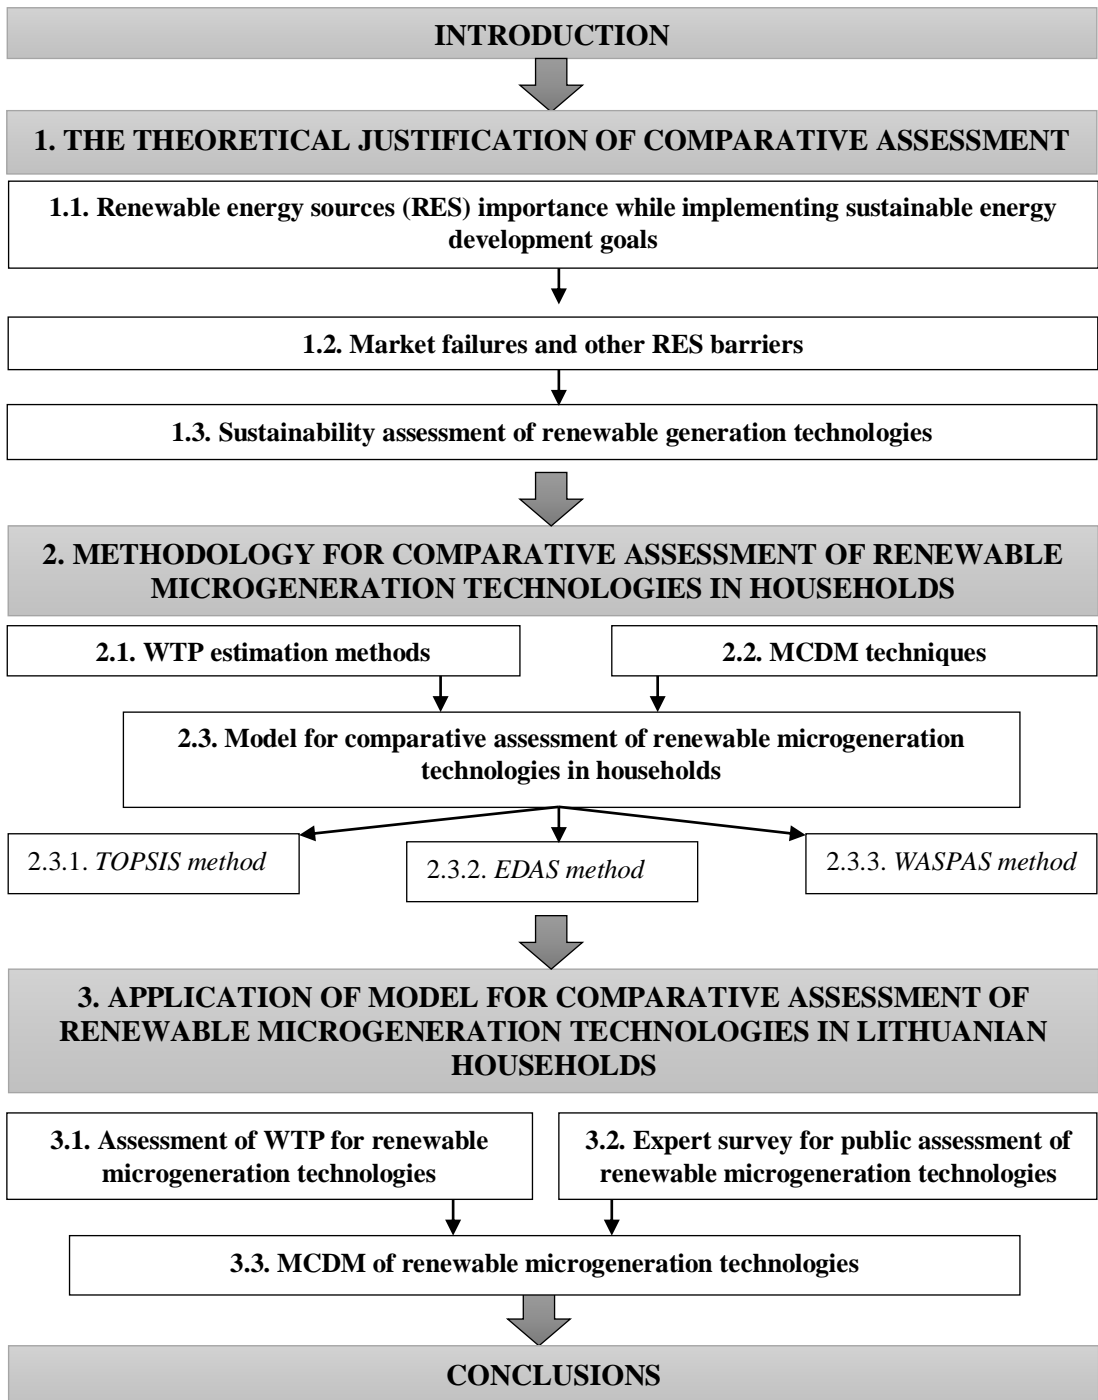 INTRODUCTION
1. THE THEORETICAL JUSTIFICATION OF COMPARATIVE ASSESSMENT
1.1. Renewable energy sources (RES) importance while implementing sustainable energy
development goals
1.2. Market failures and other RES barriers
1.3. Sustainability assessment of renewable generation technologies
2. METHODOLOGY FOR COMPARATIVE ASSESSMENT OF RENEWABLE
MICROGENERATION TECHNOLOGIES IN HOUSEHOLDS
2.1. WTP estimation methods
2.2. MCDM techniques
2.3. Model for comparative assessment of renewable microgeneration
technologies in households
2.3.1. TOPSIS method
2.3.2. EDAS method
2.3.3. WASPAS method
3. APPLICATION OF MODEL FOR COMPARATIVE ASSESSMENT OF
RENEWABLE MICROGENERATION TECHNOLOGIES IN LITHUANIAN
HOUSEHOLDS
3.1. Assessment of WTP for renewable
microgeneration technologies
3.2. Expert survey for public assessment of
renewable microgeneration technologies
3.3. MCDM of renewable microgeneration technologies
CONCLUSIONS